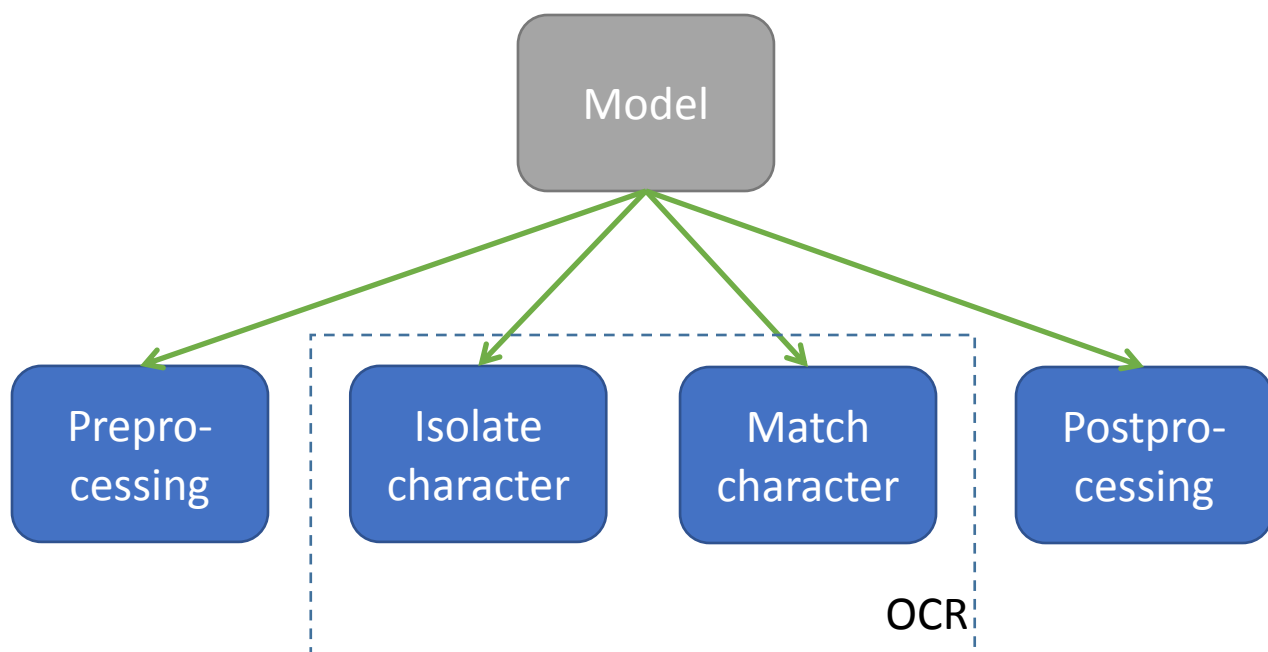 Model
Prepro-
cessing
Isolate
character
Match
character
Postpro-
cessing
OCR